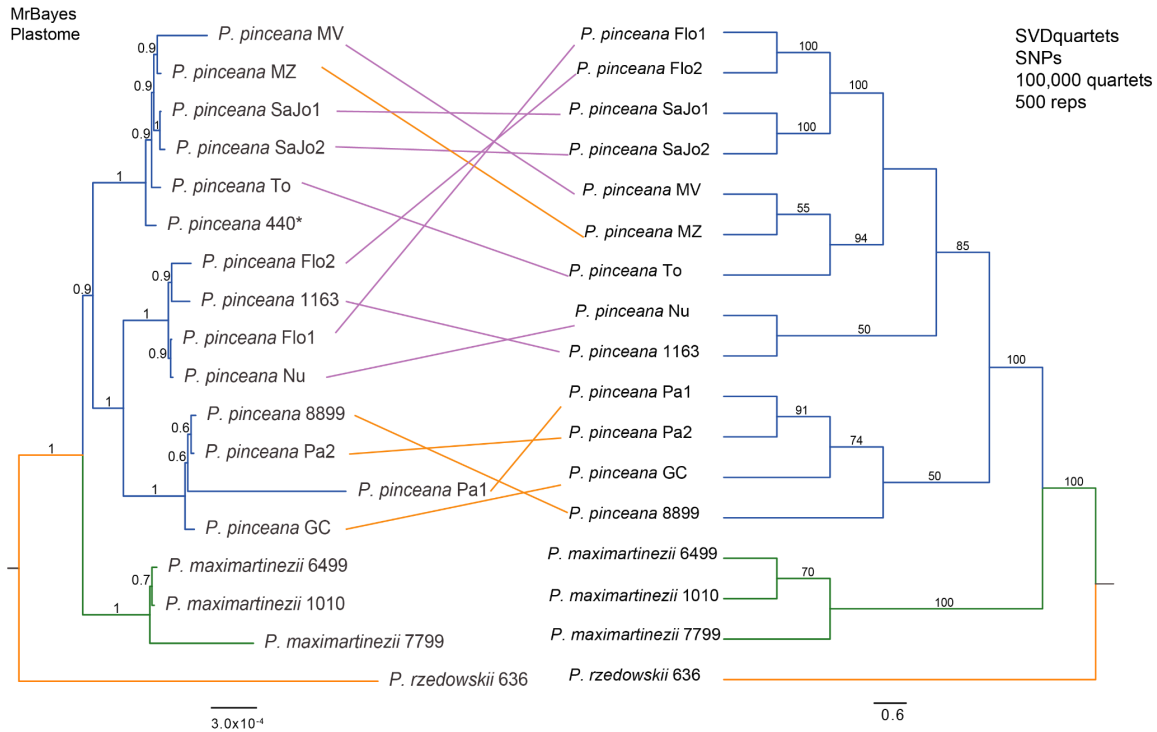 MrBayes
Plastome
P. pinceana MV
P. pinceana MZ
P. pinceana SaJo1
P. pinceana SaJo2
P. pinceana To
P. pinceana 440*
P. pinceana Flo2
P. pinceana 1163
P. pinceana Flo1
P. pinceana Nu
P. pinceana 8899
P. pinceana Pa2
P. pinceana Pa1
P. pinceana GC
P. maximartinezii 6499
P. maximartinezii 1010
P. maximartinezii 7799
P. rzedowskii 636
0.9
0.9
1
0.9
1
0.9
0.9
1
0.9
1
0.6
0.6
1
1
0.7
1
3.0x10-4
P. pinceana Flo1
P. pinceana Flo2
P. pinceana SaJo1
P. pinceana SaJo2
P. pinceana MV
P. pinceana MZ
P. pinceana To
P. pinceana Nu
P. pinceana 1163
P. pinceana Pa1
P. pinceana Pa2
P. pinceana GC
P. pinceana 8899
P. maximartinezii 6499
P. maximartinezii 1010
P. maximartinezii 7799
P. rzedowskii 636
100
100
100
55
94
85
50
100
91
74
50
100
70
100
0.6
SVDquartets
SNPs
100,000 quartets
500 reps